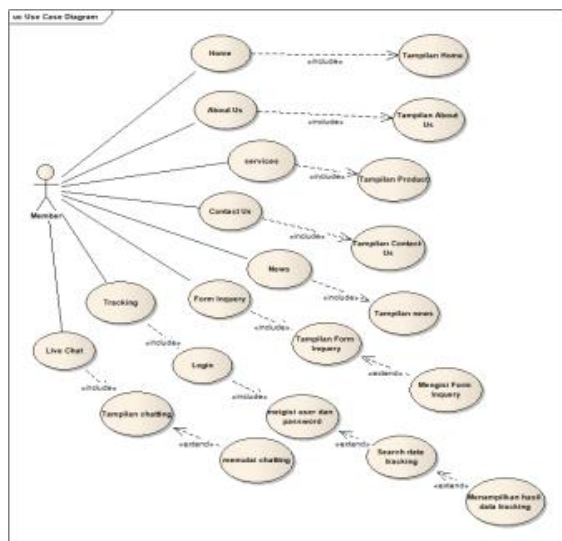 uc Use Case Diagram
Home
«include»
Tampilan Home
About Us
«include»
Tampilan About
Us
services
«include»
Tampilan Product
Member
Contact Us
«include»
Tampilan Contact
Us
News
«include»
Tampilan news
Form Inquery
«include»
Tampilan Form
Inquery
«extend»
Mengisi Form
Inquery
Tracking
«include»
Login
«include»
meigisi user dan
password
«extend»
Search data
tracking
«extend»
Menampilkan hasil
data tracking
Live Chat
«include»
Tampilan chatting
«extend»
memulai chatting